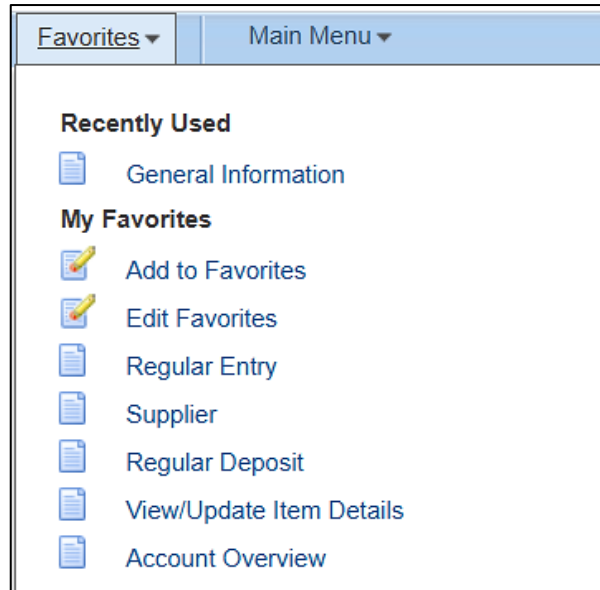 Favorites Main Menu
Recently Used
General Information
My Favorites
Add to Favorites
Edit Favorites
Regular Entry
Supplier
Regular Deposit
View/Update Item Details
Account Overview